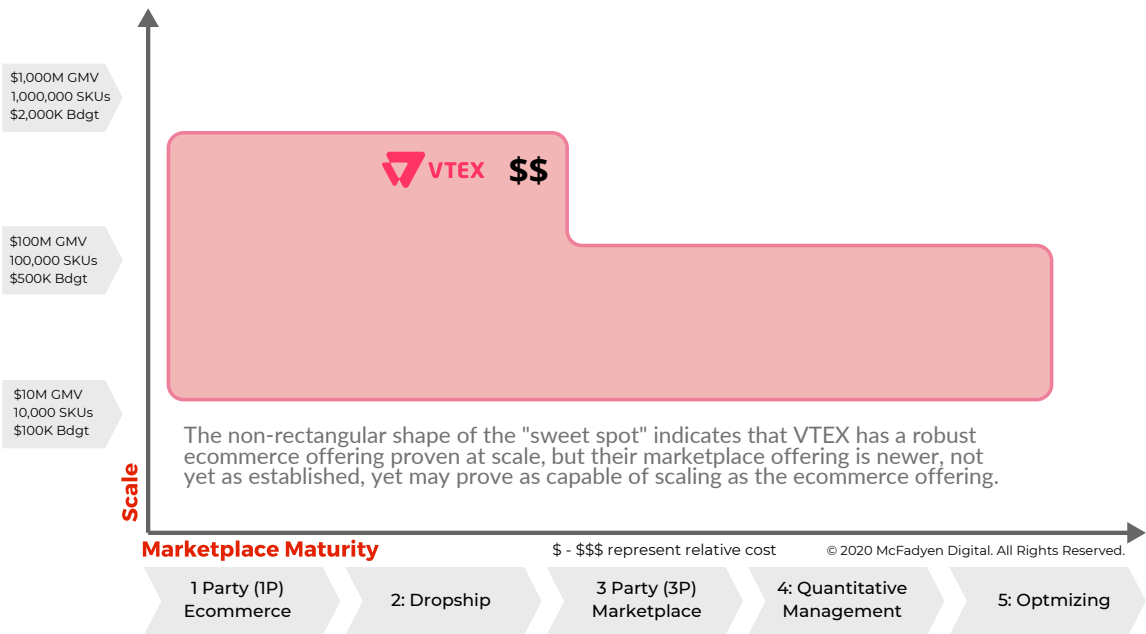 $1,000M GMV
1,000,000 SKUs
$2,000K Bdgt
VTEX $$
$100M GMV
100,000 SKUs
$500K Bdgt
$10M GMV
10,000 SKUs
$100K Bdgt
The non-rectangular shape of the "sweet spot" indicates that VTEX has a robust
ecommerce offering proven at scale, but their marketplace offering is newer, not
yet as established, yet may prove as capable of scaling as the ecommerce offering.
Scale
Marketplace Maturity
$ - $$$ represent relative cost
© 2020 McFadyen Digital. All Rights Reserved.
1 Party (1P)
Ecommerce
2: Dropship
3 Party (3P)
Marketplace
4: Quantitative
Management
5: Optmizing